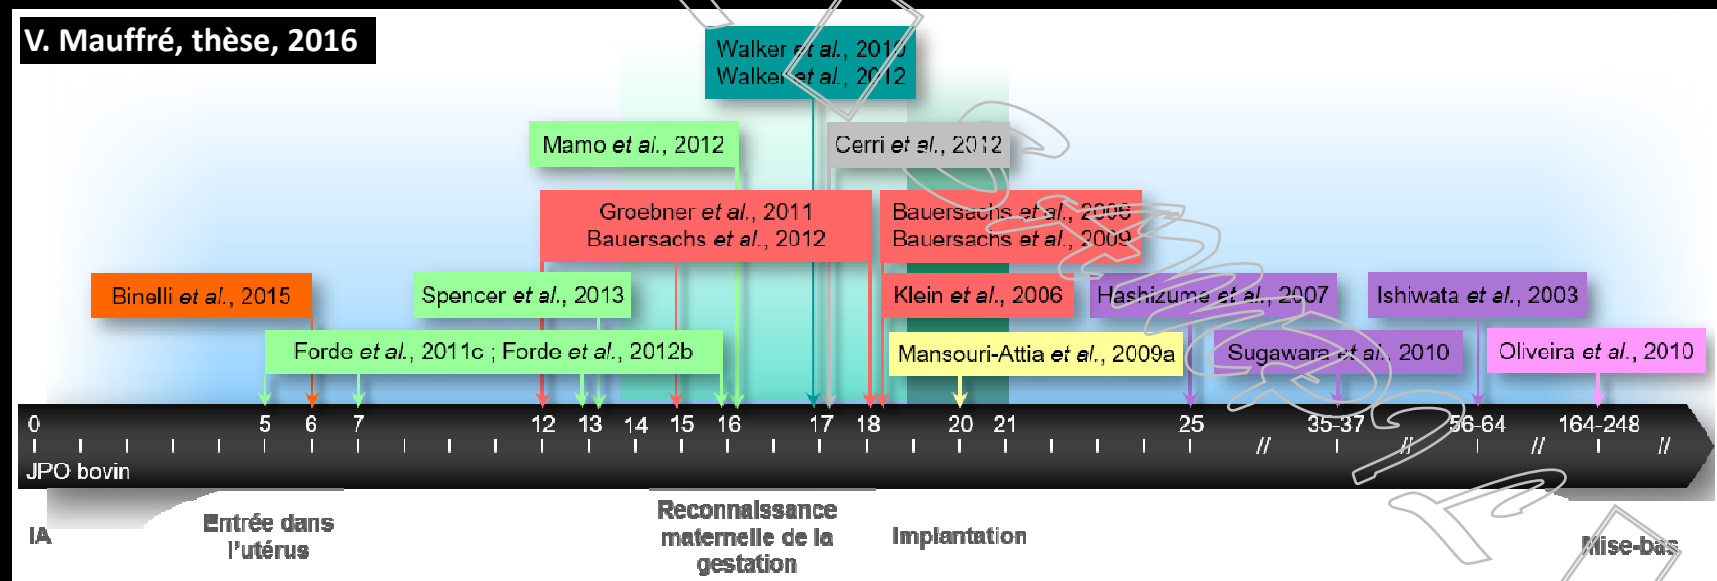 V. Mauffré, thèse, 2016
Walker et al., 2010
Walker et al., 2012
Mamo et al., 2012
Cerri et al., 2012
Groebner et al., 2011
Bauersachs et al., 2012
Bauersachs et al., 2008
Bauersachs et al., 2009
Binelli et al., 2015
Spencer et al., 2013
Klein et al., 2006
Hashizume et al., 2007
Ishiwata et al., 2003
Forde et al., 2011c ; Forde et al., 2012b
Mansouri-Attia et al., 2009a
Sugawara et al., 2010
Oliveira et al., 2010
0 5 6 7 12 13 14 15 16 17 18 20 21 25 35-37 56-64 164-248
// // // //
JPO bovin
IA
Entrée dans
l'utérus
Reconnaissance
maternelle de la
gestation
Implantation
Mise-bas